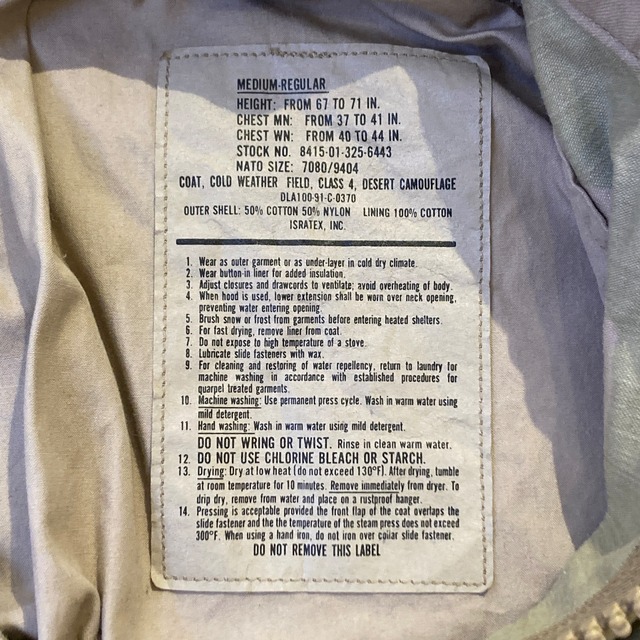 MEDIUM-REGULAR
HEIGHT: FROM 67 TO 71 IN.
CHEST MN: FROM 37 TO 41 IN.
CHEST WN: FROM 40 TO 44 IN.
STOCK NO. 8415-01-325-6443
NATO SIZE: 7080/9404
COAT, COLD WEATHER FIELD, CLASS 4, DESERT CAMOUFLAGE
DLA100-91-C-0370
OUTER SHELL: 50% COTTON 50% NYLON LINING 100% COTTON
ISRATEX, INC.
1. Wear as outer garment or as under-layer in cold dry climate.
2. Wear button-in liner for added insulation.
3. Adjust closures and drawcords to ventilate; avoid overheating of body.
4. When hood is used, lower extension shall be worn over neck opening,
preventing water entering opening.
5. Brush snow or frost from garments before entering heated shelters.
6. For fast drying, remove liner from coat.
7. Do not expose to high temperature of a stove.
8. Lubricate slide fasteners with wax.
9. For cleaning and restoring of water repellency, return to laundry for
machine washing in accordance with established procedures for
quarpel treated garments.
10. Machine washing: Use permanent press cycle. Wash in warm water using
mild detergent.
11. Hand washing: Wash in warm water using mild detergent.
DO NOT WRING OR TWIST. Rinse in clean warm water.
12. DO NOT USE CHLORINE BLEACH OR STARCH.
13. Drying: Dry at low heat (do not exceed 130°F). After drying, tumble
at room temperature for 10 minutes. Remove immediately from dryer. To
drip dry, remove from water and place on a rustproof hanger.
14. Pressing is acceptable provided the front flap of the coat overlaps the
slide fastener and the the temperature of the steam press does not exceed
300°F. When using a hand iron, do not iron over collar slide fastener.
DO NOT REMOVE THIS LABEL